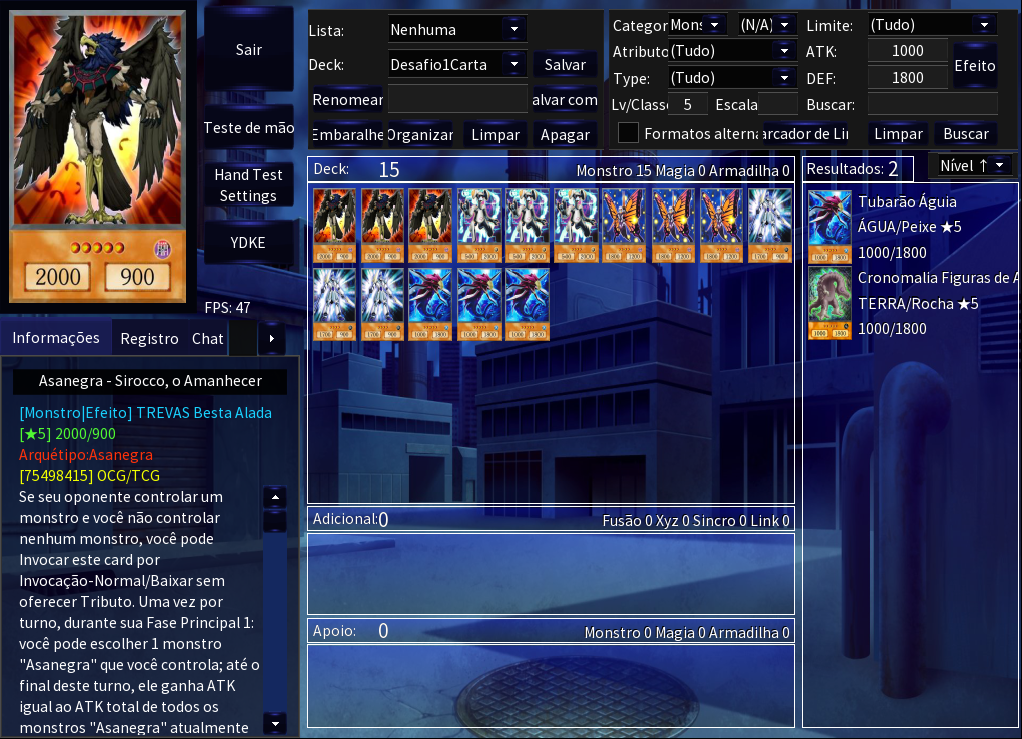 2000 900
Sair
Teste de mão
Hand Test
Settings
YDKE
FPS: 47
Informações
Registro
Chat
Asanegra - Sirocco, o Amanhecer
[Monstro|Efeito] TREVAS Besta Alada
[★5] 2000/900
Arquétipo:Asanegra
[75498415] OCG/TCG
Se seu oponente controlar um
monstro e você não controlar
nenhum monstro, você pode
Invocar este card por
Invocação-Normal/Baixar sem
oferecer Tributo. Uma vez por
turno, durante sua Fase Principal 1:
você pode escolher 1 monstro
"Asanegra" que você controla; até o
final deste turno, ele ganha ATK
igual ao ATK total de todos os
monstros "Asanegra" atualmente
Lista: Nenhuma
Deck: Desafio1Carta Salvar
Renomear alvar com
Embaralhe Organizar Limpar Apagar
Categor Mons (N/A) Limite: (Tudo)
Atributo (Tudo) ATK: 1000 Efeito
Type: (Tudo) DEF: 1800
Lv/Classe 5 Escala Buscar:
Formatos altern arcador de Li Limpar Buscar
Deck: 15 Monstro 15 Magia 0 Armadilha 0
Adicional: 0 Fusão 0 Xyz 0 Sincro 0 Link 0
Apoio: 0 Monstro 0 Magia 0 Armadilha 0
Resultados: 2 Nível ↑
Tubarão Águia
ÁGUA/Peixe ★5
1000/1800
Cronomalia Figuras de A
TERRA/Rocha ★5
1000/1800